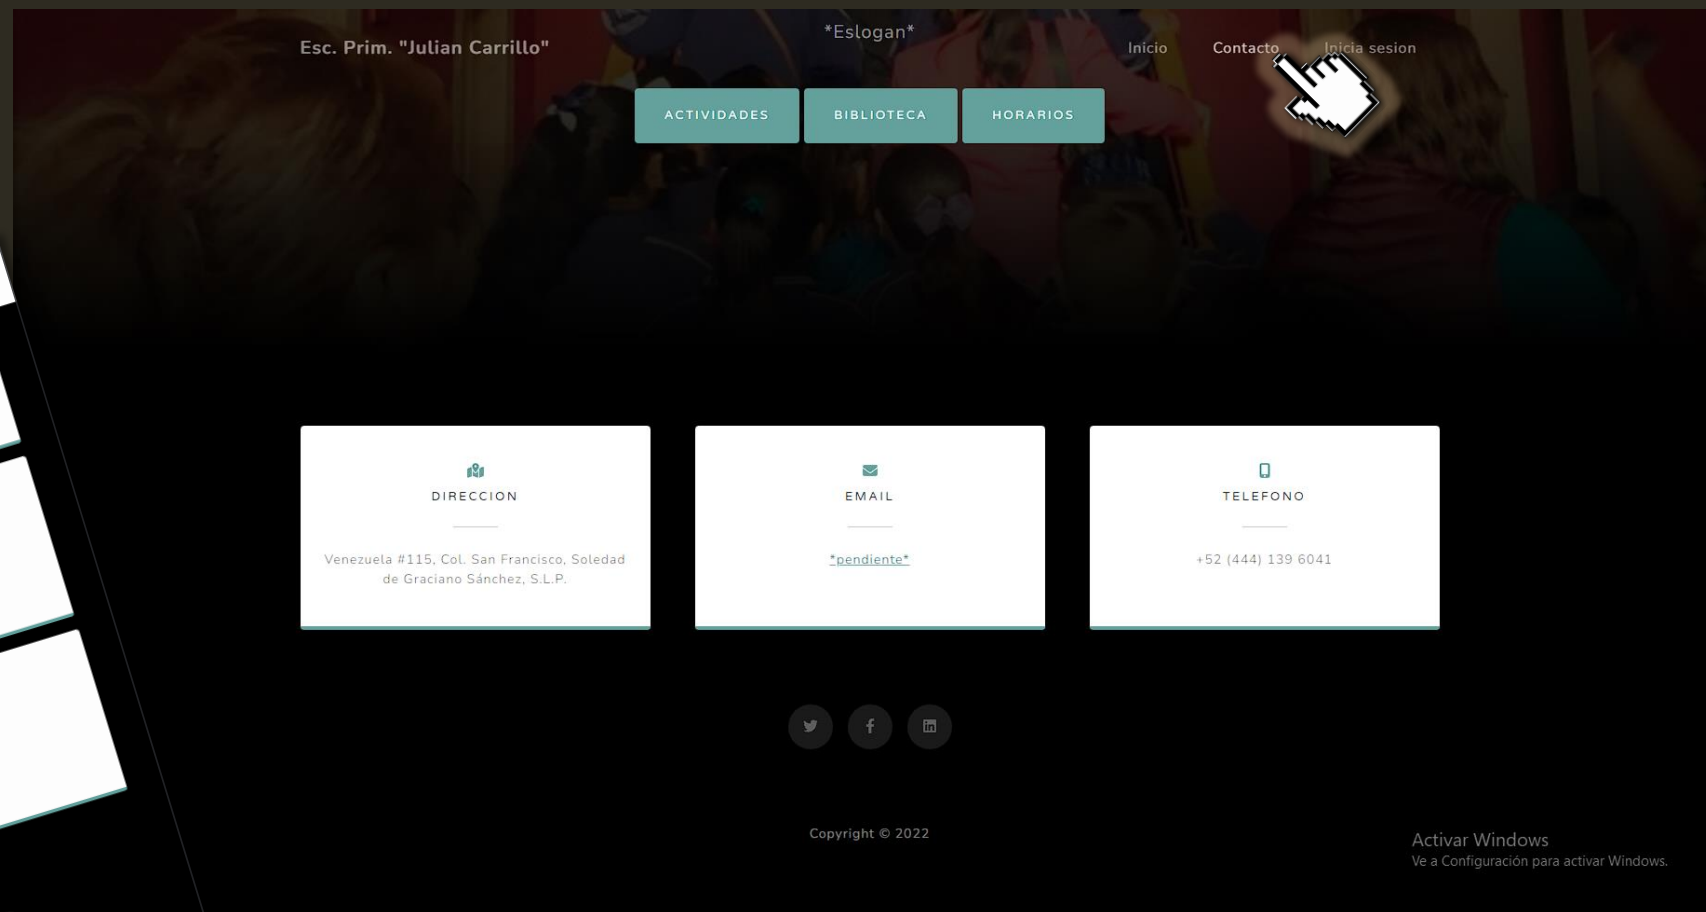 *Eslogan*
Esc. Prim. "Julian Carrillo"
Inicio
Contacto
Inicia sesion
ACTIVIDADES
BIBLIOTECA
HORARIOS
DIRECCION
Venezuela #115, Col. San Francisco, Soledad
de Graciano Sánchez, S.L.P.
EMAIL
*pendiente*
TELEFONO
+52 (444) 139 6041
Copyright © 2022
Activar Windows
Ve a Configuración para activar Windows.